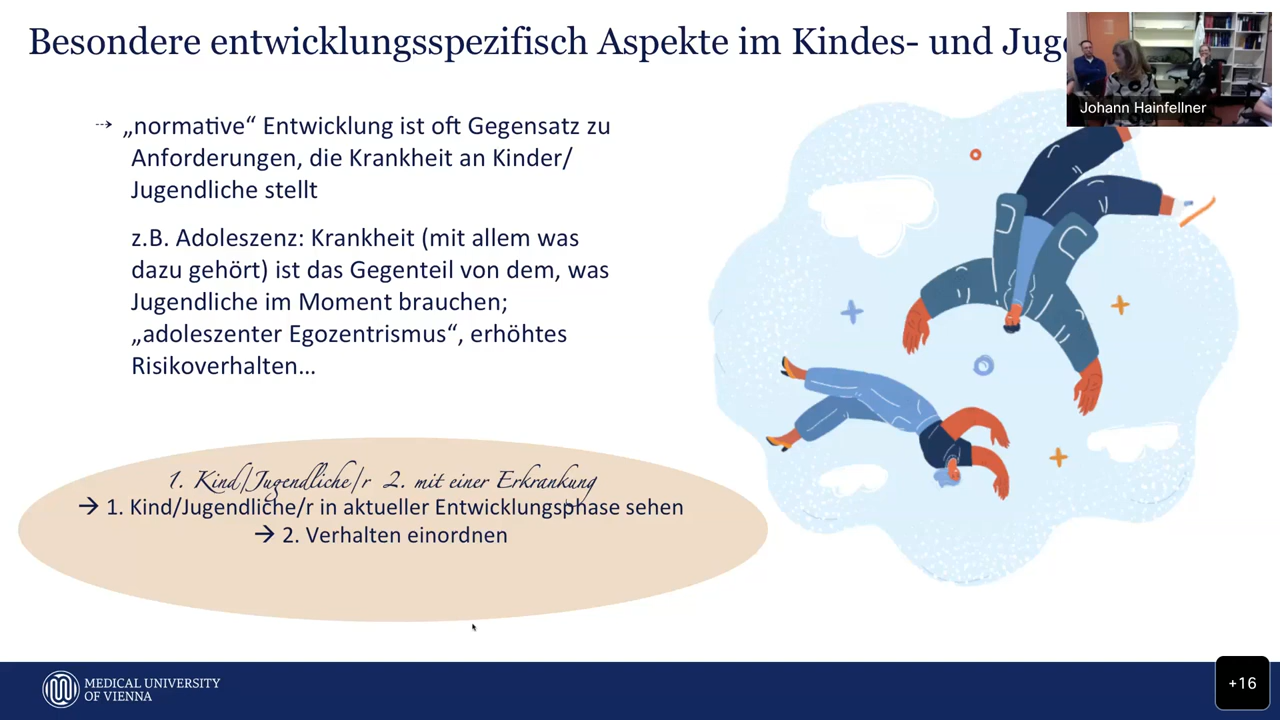 Besondere entwicklungsspezifisch Aspekte im Kindes- und Juge
Johann Hainfellner
⇢ „normative“ Entwicklung ist oft Gegensatz zu
Anforderungen, die Krankheit an Kinder/
Jugendliche stellt
z.B. Adoleszenz: Krankheit (mit allem was
dazu gehört) ist das Gegenteil von dem, was
Jugendliche im Moment brauchen;
„adoleszenter Egozentrismus“, erhöhtes
Risikoverhalten…
1. Kind/Jugendliche/r 2. mit einer Erkrankung
→ 1. Kind/Jugendliche/r in aktueller Entwicklungsphase sehen
→ 2. Verhalten einordnen
MEDICAL UNIVERSITY
OF VIENNA
+16